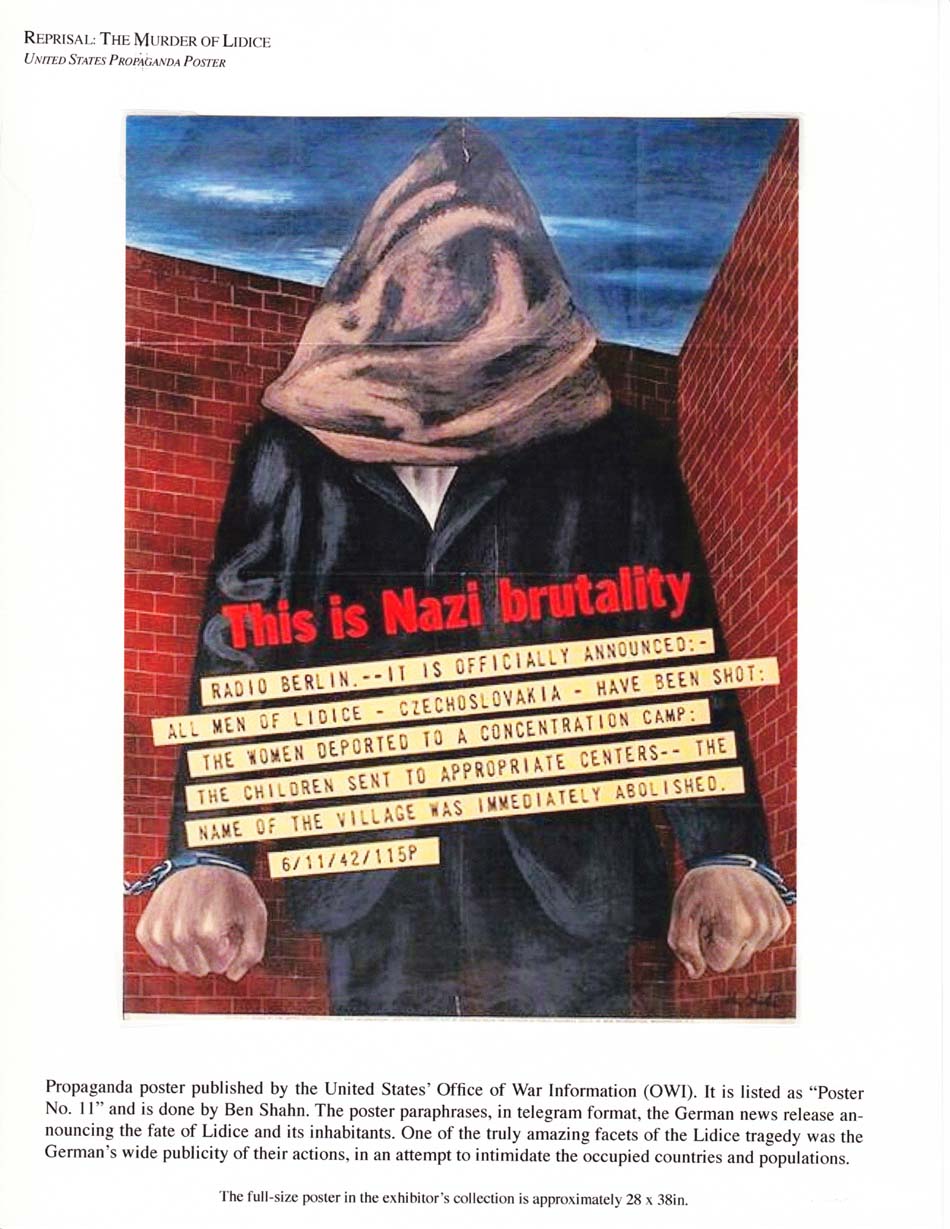 REPRISAL: THE MURDER OF LIDICE
UNITED STATES PROPAGANDA POSTER
This is Nazi brutality
RADIO BERLIN.--IT IS OFFICIALLY ANNOUNCED:-
ALL MEN OF LIDICE - CZECHOSLOVAKIA - HAVE BEEN SHOT:
THE WOMEN DEPORTED TO A CONCENTRATION CAMP:
THE CHILDREN SENT TO APPROPRIATE CENTERS-- THE
NAME OF THE VILLAGE WAS IMMEDIATELY ABOLISHED.
6/11/42/115P
Propaganda poster published by the United States' Office of War Information (OWI). It is listed as “Poster
No. 11” and is done by Ben Shahn. The poster paraphrases, in telegram format, the German news release an-
nouncing the fate of Lidice and its inhabitants. One of the truly amazing facets of the Lidice tragedy was the
German's wide publicity of their actions, in an attempt to intimidate the occupied countries and populations.
The full-size poster in the exhibitor's collection is approximately 28 x 38in.